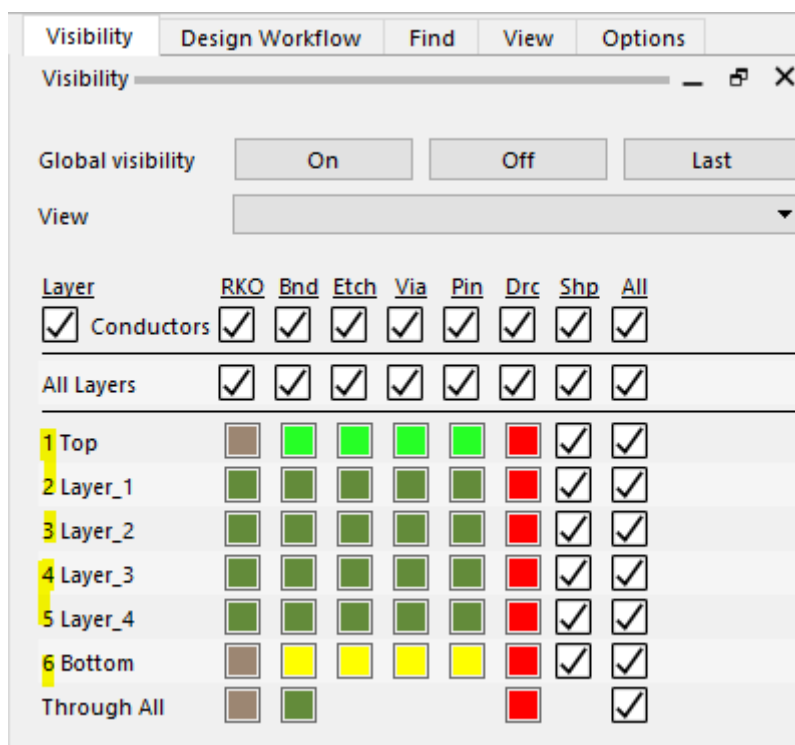 Visibility Design Workflow Find View Options
Visibility
Global visibility On Off Last
View
Layer RKO Bnd Etch Via Pin Drc Shp All
Conductors
All Layers
1 Top
2 Layer_1
3 Layer_2
4 Layer_3
5 Layer_4
6 Bottom
Through All